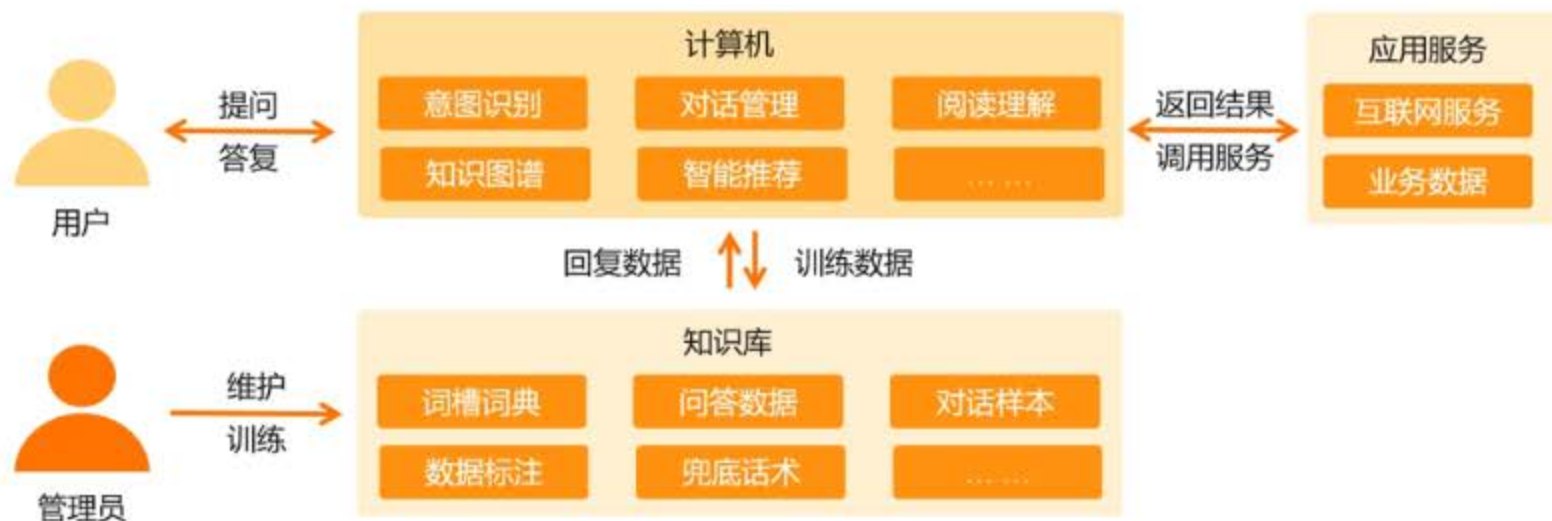 计算机
意图识别 对话管理 阅读理解
知识图谱 智能推荐 ... ...
提问
答复
用户
返回结果
调用服务
应用服务
互联网服务
业务数据
回复数据 训练数据
知识库
词槽词典 问答数据 对话样本
数据标注 兜底话术 ... ...
维护
训练
管理员